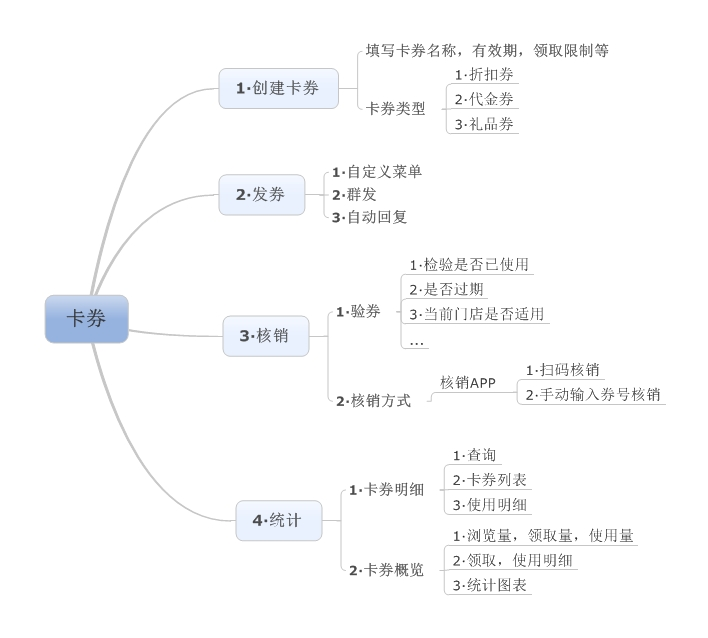 卡券
1·创建卡券
填写卡券名称，有效期，领取限制等
卡券类型
1·折扣券
2·代金券
3·礼品券
2·发券
1·自定义菜单
2·群发
3·自动回复
3·核销
1·验券
1·检验是否已使用
2·是否过期
3·当前门店是否适用
...
2·核销方式
核销APP
1·扫码核销
2·手动输入券号核销
4·统计
1·卡券明细
1·查询
2·卡券列表
3·使用明细
2·卡券概览
1·浏览量，领取量，使用量
2·领取，使用明细
3·统计图表